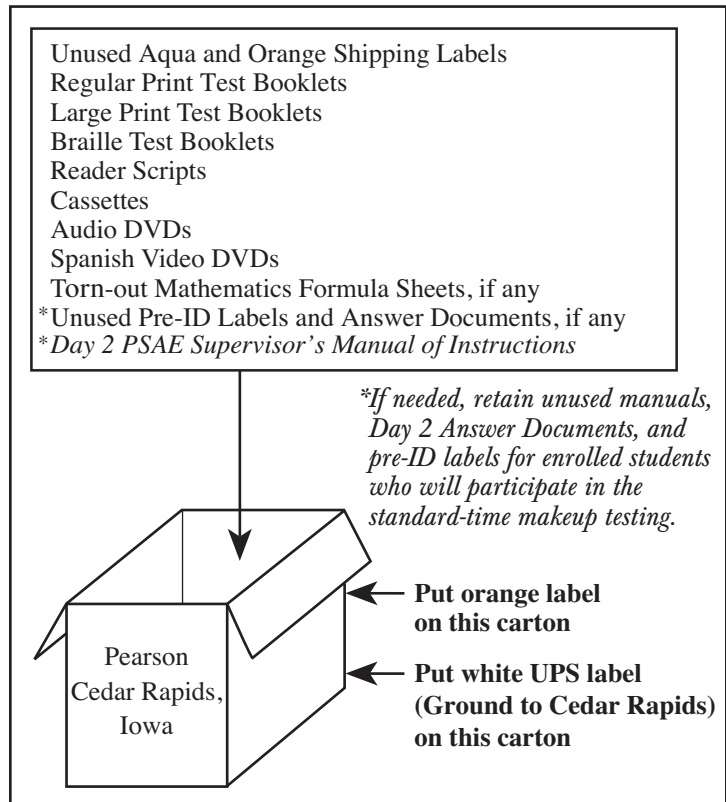 Unused Aqua and Orange Shipping Labels
Regular Print Test Booklets
Large Print Test Booklets
Braille Test Booklets
Reader Scripts
Cassettes
Audio DVDs
Spanish Video DVDs
Torn-out Mathematics Formula Sheets, if any
*Unused Pre-ID Labels and Answer Documents, if any
*Day 2 PSAE Supervisor's Manual of Instructions
*If needed, retain unused manuals,
Day 2 Answer Documents, and
pre-ID labels for enrolled students
who will participate in the
standard-time makeup testing.
Put orange label
on this carton
Pearson
Cedar Rapids,
Iowa
Put white UPS label
(Ground to Cedar Rapids)
on this carton